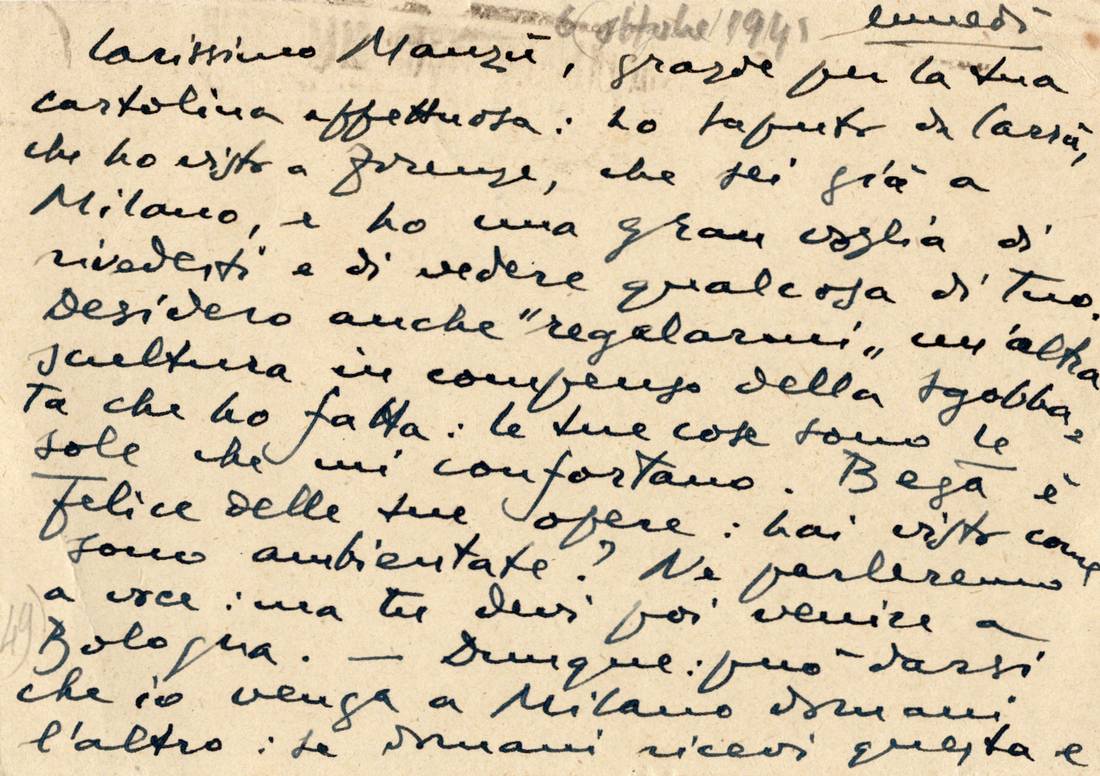 6 ottobre 1941
lunedì
Carissimo Manzù, grazie per la tua
cartolina affettuosa: ho saputo da Carrà,
che ho visto a Firenze, che sei già a
Milano, e ho una gran voglia di
rivederti e di vedere qualcosa di tuo.
Desidero anche "regalarmi" un'altra
scultura in compenso della sgobba=
ta che ho fatta: le tue cose sono le
sole che mi confortano. Bega è
felice delle tue opere: hai visto come
sono ambientate? Ne parleremo
a voce: ma tu devi poi venire a
Bologna. — Dunque: può darsi
che io venga a Milano domani
l'altro: se domani ricevi questa e
49)